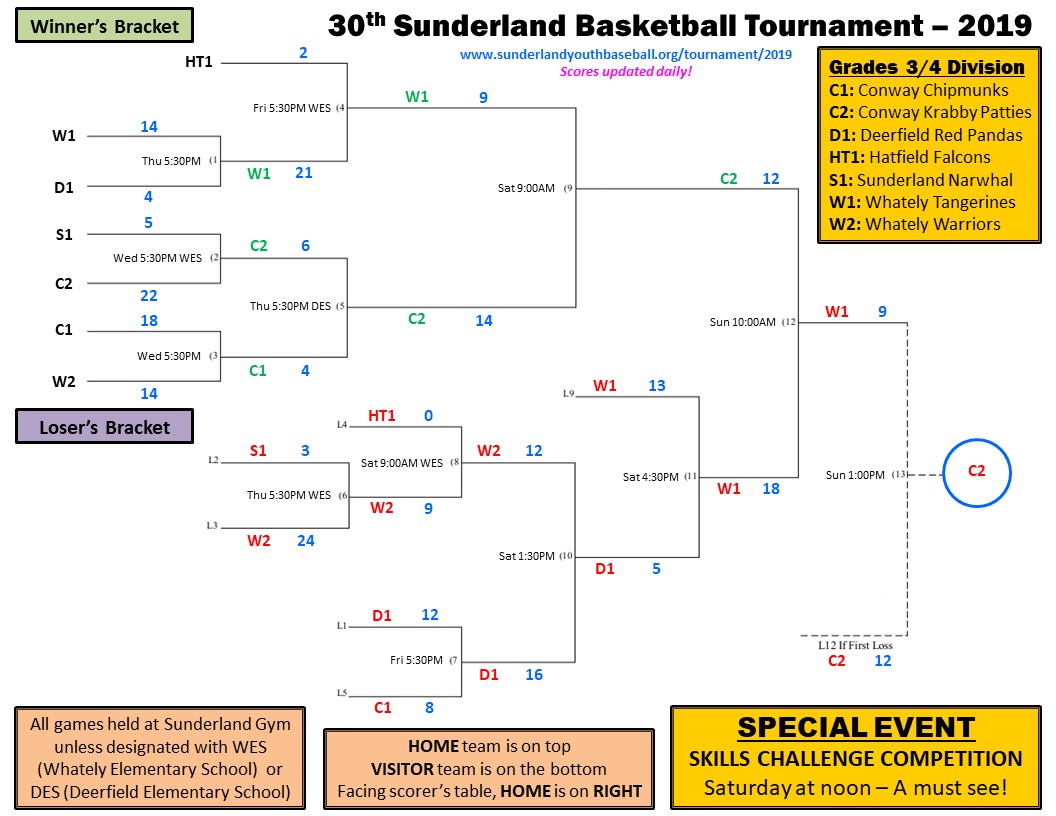 Winner's Bracket
30th Sunderland Basketball Tournament – 2019
www.sunderlandyouthbaseball.org/tournament/2019
Scores updated daily!
Grades 3/4 Division
C1: Conway Chipmunks
C2: Conway Krabby Patties
D1: Deerfield Red Pandas
HT1: Hatfield Falcons
S1: Sunderland Narwhal
W1: Whately Tangerines
W2: Whately Warriors
HT1 2
Fri 5:30PM WES (4
W1 9
W1 14
Thu 5:30PM (1
D1 4
W1 21
Sat 9:00AM (9
C2 12
S1 5
Wed 5:30PM WES (2
C2 22
C2 6
Thu 5:30PM DES (5
C2 14
C1 18
Wed 5:30PM (3
W2 14
C1 4
Sun 10:00AM (12
W1 9
Loser's Bracket
L9 W1 13
L4 HT1 0
Sat 9:00AM WES (8
W2 12
L2 S1 3
Thu 5:30PM WES (6
W2 9
L3
W2 24
Sat 4:30PM (11
W1 18
Sun 1:00PM (13
C2
Sat 1:30PM (10
D1 5
L1 D1 12
Fri 5:30PM (7
D1 16
L5
C1 8
L12 If First Loss
C2 12
All games held at Sunderland Gym
unless designated with WES
(Whately Elementary School) or
DES (Deerfield Elementary School)
HOME team is on top
VISITOR team is on the bottom
Facing scorer's table, HOME is on RIGHT
SPECIAL EVENT
SKILLS CHALLENGE COMPETITION
Saturday at noon – A must see!